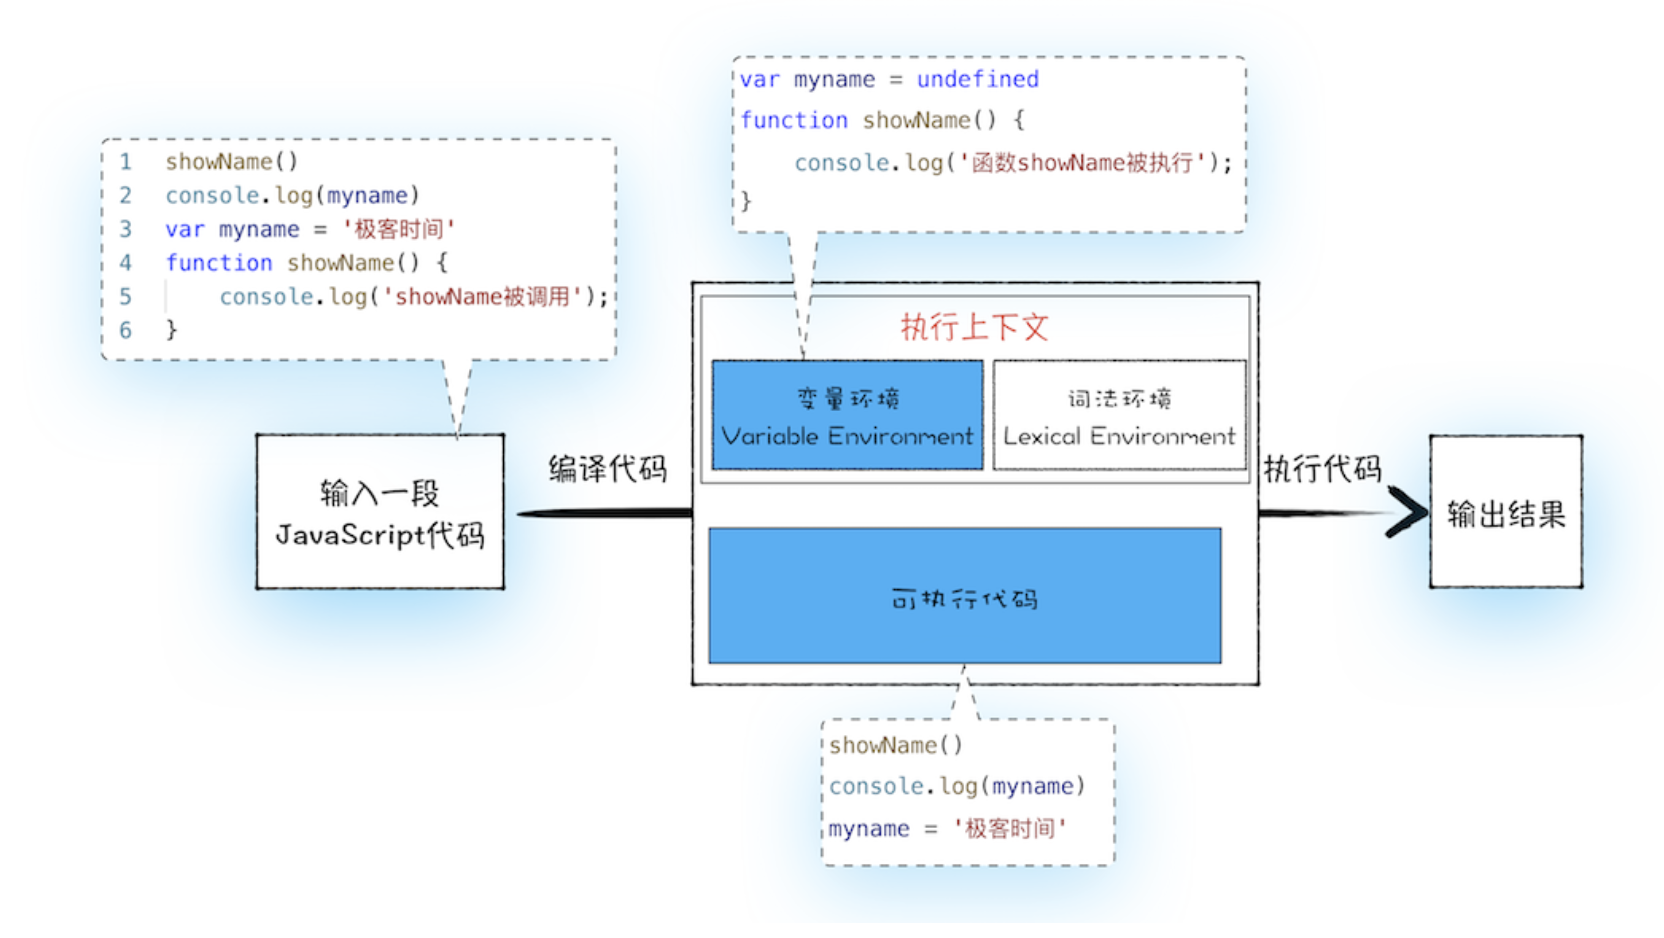 var myname = undefined
function showName() {
console.log('函数showName被执行');
}
1 showName()
2 console.log(myname)
3 var myname = '极客时间'
4 function showName() {
5 console.log('showName被调用');
6 }
执行上下文
变量环境
Variable Environment
词法环境
Lexical Environment
输入一段
JavaScript代码
编译代码
执行代码
输出结果
可执行代码
showName()
console.log(myname)
myname = '极客时间'